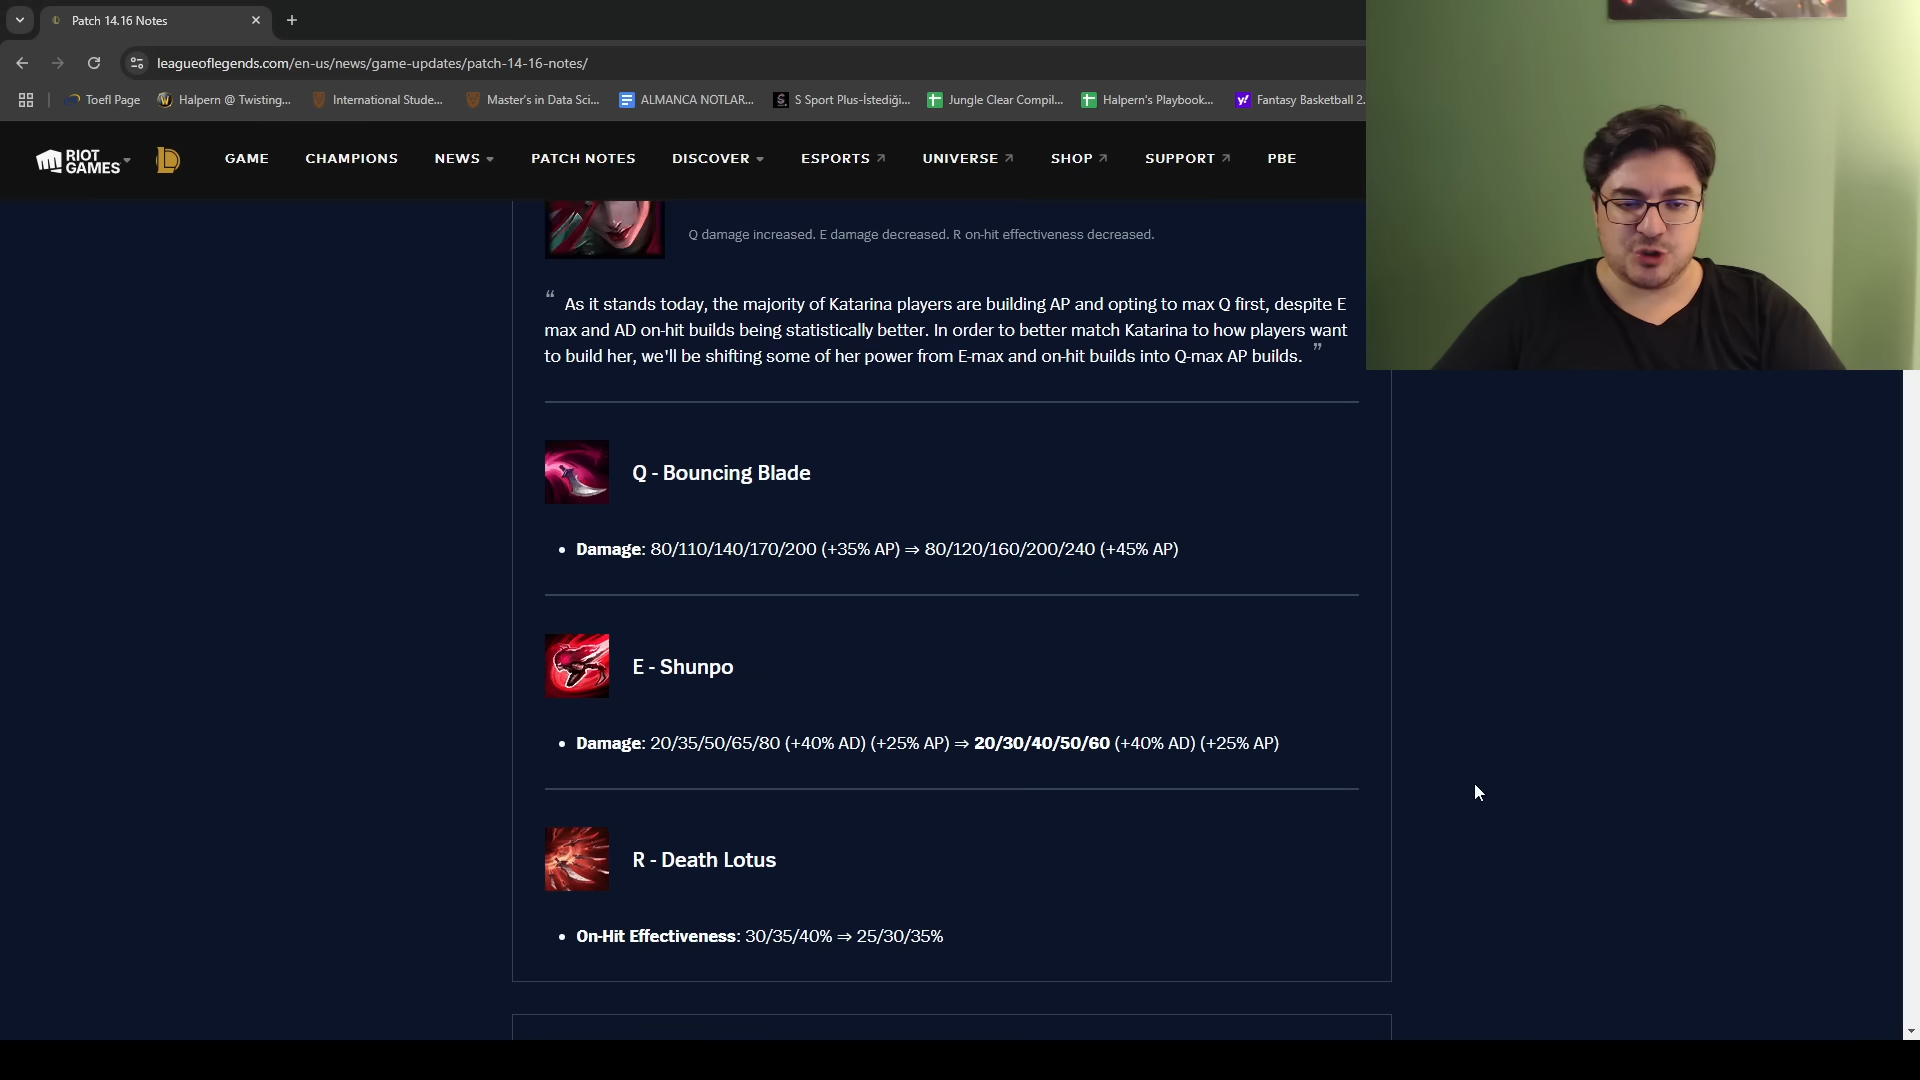 Patch 14.16 Notes
leagueoflegends.com/en-us/news/game-updates/patch-14-16-notes/
Toefl Page
Halpern @ Twisting...
International Stude...
Master's in Data Sci...
ALMANCA NOTLAR...
S Sport Plus-İstediği...
Jungle Clear Compil...
Halpern's Playbook...
Fantasy Basketball 2.
RIOT GAMES
GAME
CHAMPIONS
NEWS
PATCH NOTES
DISCOVER
ESPORTS
UNIVERSE
SHOP
SUPPORT
PBE
Q damage increased. E damage decreased. R on-hit effectiveness decreased.
“ As it stands today, the majority of Katarina players are building AP and opting to max Q first, despite E
max and AD on-hit builds being statistically better. In order to better match Katarina to how players want
to build her, we'll be shifting some of her power from E-max and on-hit builds into Q-max AP builds. ”
Q - Bouncing Blade
• Damage: 80/110/140/170/200 (+35% AP) ⇒ 80/120/160/200/240 (+45% AP)
E - Shunpo
• Damage: 20/35/50/65/80 (+40% AD) (+25% AP) ⇒ 20/30/40/50/60 (+40% AD) (+25% AP)
R - Death Lotus
• On-Hit Effectiveness: 30/35/40% ⇒ 25/30/35%